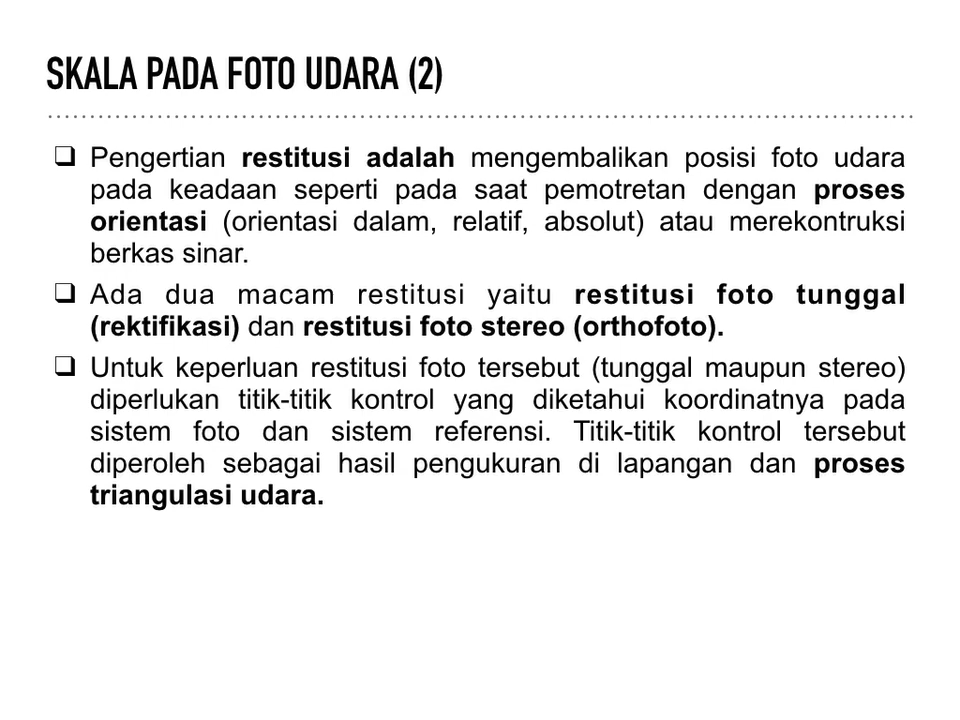 SKALA PADA FOTO UDARA (2)
❑ Pengertian restitusi adalah mengembalikan posisi foto udara
pada keadaan seperti pada saat pemotretan dengan proses
orientasi (orientasi dalam, relatif, absolut) atau merekontruksi
berkas sinar.
❑ Ada dua macam restitusi yaitu restitusi foto tunggal
(rektifikasi) dan restitusi foto stereo (orthofoto).
❑ Untuk keperluan restitusi foto tersebut (tunggal maupun stereo)
diperlukan titik-titik kontrol yang diketahui koordinatnya pada
sistem foto dan sistem referensi. Titik-titik kontrol tersebut
diperoleh sebagai hasil pengukuran di lapangan dan proses
triangulasi udara.